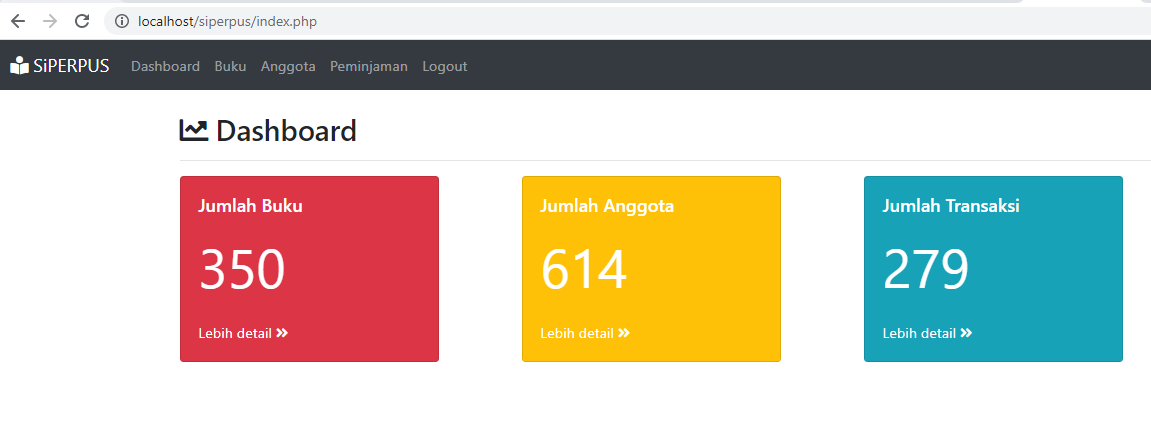 localhost/siperpus/index.php
SiPERPUS Dashboard Buku Anggota Peminjaman Logout
Dashboard
Jumlah Buku
350
Lebih detail
Jumlah Anggota
614
Lebih detail
Jumlah Transaksi
279
Lebih detail